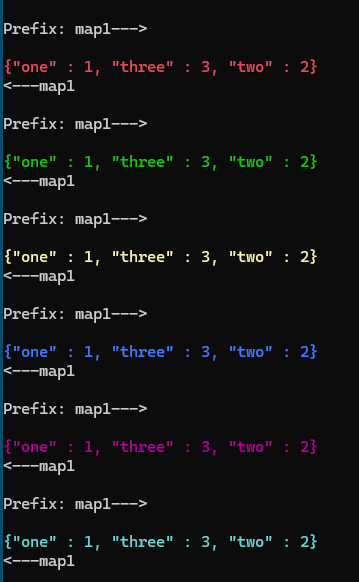 Prefix: map1--->
{"one" : 1, "three" : 3, "two" : 2}
<---map1
Prefix: map1--->
{"one" : 1, "three" : 3, "two" : 2}
<---map1
Prefix: map1--->
{"one" : 1, "three" : 3, "two" : 2}
<---map1
Prefix: map1--->
{"one" : 1, "three" : 3, "two" : 2}
<---map1
Prefix: map1--->
{"one" : 1, "three" : 3, "two" : 2}
<---map1
Prefix: map1--->
{"one" : 1, "three" : 3, "two" : 2}
<---map1